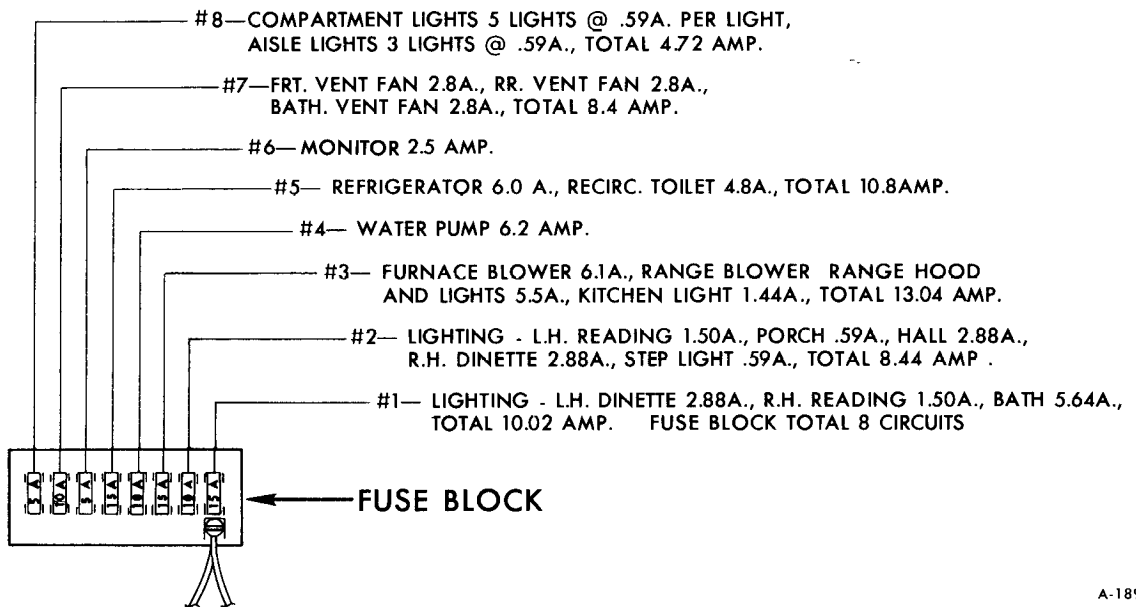 #8—COMPARTMENT LIGHTS 5 LIGHTS @ .59A. PER LIGHT,
AISLE LIGHTS 3 LIGHTS @ .59A., TOTAL 4.72 AMP.
#7—FRT. VENT FAN 2.8A., RR. VENT FAN 2.8A.,
BATH. VENT FAN 2.8A., TOTAL 8.4 AMP.
#6—MONITOR 2.5 AMP.
#5— REFRIGERATOR 6.0 A., RECIRC. TOILET 4.8A., TOTAL 10.8AMP.
#4— WATER PUMP 6.2 AMP.
#3— FURNACE BLOWER 6.1A., RANGE BLOWER RANGE HOOD
AND LIGHTS 5.5A., KITCHEN LIGHT 1.44A., TOTAL 13.04 AMP.
#2— LIGHTING - L.H. READING 1.50A., PORCH .59A., HALL 2.88A.,
R.H. DINETTE 2.88A., STEP LIGHT .59A., TOTAL 8.44 AMP .
#1— LIGHTING - L.H. DINETTE 2.88A., R.H. READING 1.50A., BATH 5.64A.,
TOTAL 10.02 AMP. FUSE BLOCK TOTAL 8 CIRCUITS
5 A 10 A 5 A 15 A 10 A 15 A 10 A 15 A
FUSE BLOCK
A-189